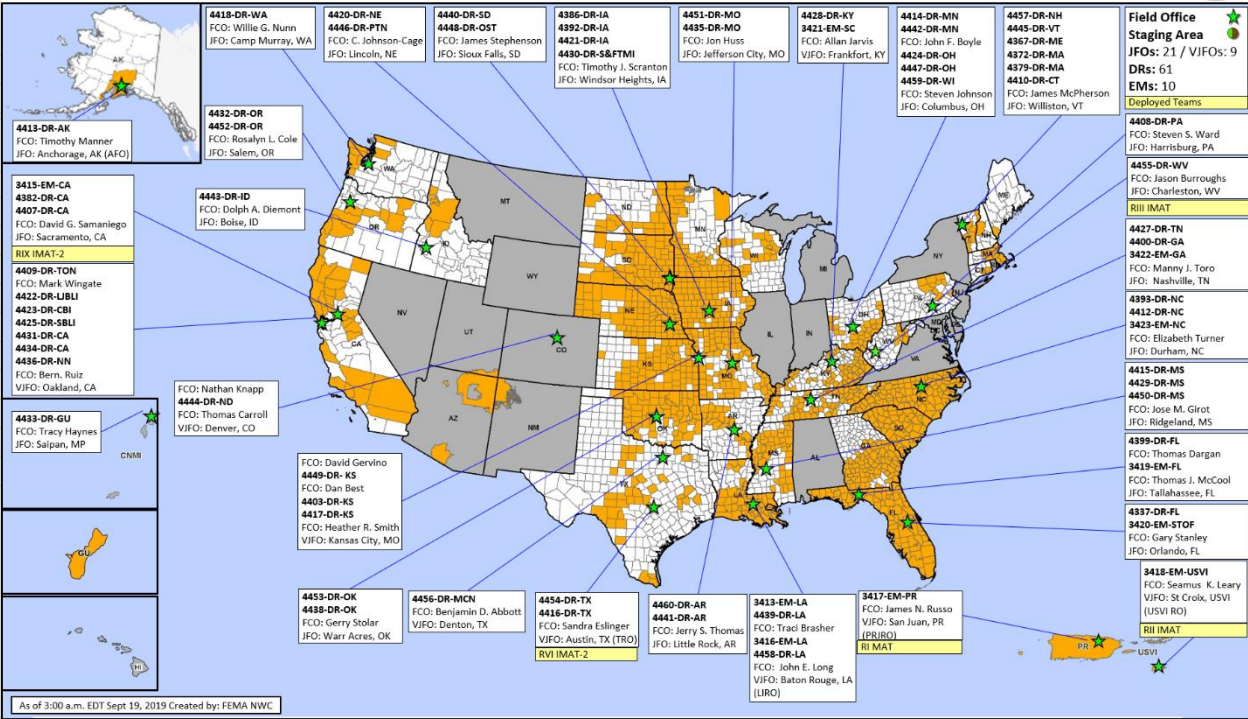 4418-DR-WA
FCO: Willie G. Nunn
JFO: Camp Murray, WA
4420-DR-NE
4446-DR-PTN
FCO: C. Johnson-Cage
JFO: Lincoln, NE
4440-DR-SD
4448-DR-OST
FCO: James Stephenson
JFO: Sioux Falls, SD
4386-DR-IA
4392-DR-IA
4421-DR-IA
4430-DR-S&FTMI
FCO: Timothy J. Scranton
JFO: Windsor Heights, IA
4451-DR-MO
4435-DR-MO
FCO: Jon Huss
JFO: Jefferson City, MO
4428-DR-KY
3421-EM-SC
FCO: Allan Jarvis
VJFO: Frankfort, KY
4414-DR-MN
4442-DR-MN
FCO: John F. Boyle
4424-DR-OH
4447-DR-OH
4459-DR-WI
FCO: Steven Johnson
JFO: Columbus, OH
4457-DR-NH
4445-DR-VT
4367-DR-ME
4372-DR-MA
4379-DR-MA
4410-DR-CT
FCO: James McPherson
JFO: Williston, VT
Field Office
Staging Area
JFOs: 21 / VJFOs: 9
DRs: 61
EMs: 10
Deployed Teams
AK
4413-DR-AK
FCO: Timothy Manner
JFO: Anchorage, AK (AFO)
4432-DR-OR
4452-DR-OR
FCO: Rosalyn L. Cole
JFO: Salem, OR
4408-DR-PA
FCO: Steven S. Ward
JFO: Harrisburg, PA
4455-DR-WV
FCO: Jason Burroughs
JFO: Charleston, WV
RIII IMAT
3415-EM-CA
4382-DR-CA
4407-DR-CA
FCO: David G. Samaniego
JFO: Sacramento, CA
RIX IMAT-2
4443-DR-ID
FCO: Dolph A. Diemont
JFO: Boise, ID
4427-DR-TN
4400-DR-GA
3422-EM-GA
FCO: Manny J. Toro
JFO: Nashville, TN
4409-DR-TON
FCO: Mark Wingate
4422-DR-LJBLI
4423-DR-CBI
4425-DR-SBLI
4431-DR-CA
4434-DR-CA
4436-DR-NN
FCO: Bern. Ruiz
VJFO: Oakland, CA
4393-DR-NC
4412-DR-NC
3423-EM-NC
FCO: Elizabeth Turner
JFO: Durham, NC
FCO: Nathan Knapp
4444-DR-ND
FCO: Thomas Carroll
VJFO: Denver, CO
4415-DR-MS
4429-DR-MS
4450-DR-MS
FCO: Jose M. Girot
JFO: Ridgeland, MS
4433-DR-GU
FCO: Tracy Haynes
JFO: Saipan, MP
CNMI
4399-DR-FL
FCO: Thomas Dargan
3419-EM-FL
FCO: Thomas J. McCool
JFO: Tallahassee, FL
FCO: David Gervino
4449-DR- KS
FCO: Dan Best
4403-DR-KS
4417-DR-KS
FCO: Heather R. Smith
VJFO: Kansas City, MO
4337-DR-FL
3420-EM-STOF
FCO: Gary Stanley
JFO: Orlando, FL
GU
4453-DR-OK
4438-DR-OK
FCO: Gerry Stolar
JFO: Warr Acres, OK
4456-DR-MCN
FCO: Benjamin D. Abbott
VJFO: Denton, TX
4454-DR-TX
4416-DR-TX
FCO: Sandra Eslinger
VJFO: Austin, TX (TRO)
RVI IMAT-2
4460-DR-AR
4441-DR-AR
FCO: Jerry S. Thomas
JFO: Little Rock, AR
3413-EM-LA
4439-DR-LA
FCO: Traci Brasher
3416-EM-LA
4458-DR-LA
FCO: John E. Long
VJFO: Baton Rouge, LA
(LIRO)
3417-EM-PR
FCO: James N. Russo
VJFO: San Juan, PR
(PRJRO)
RI MAT
3418-EM-USVI
FCO: Seamus K. Leary
VJFO: St Croix, USVI
(USVI RO)
RII IMAT
HI
PR
USVI
WA
MT
ND
MN
OR
ID
WY
SD
WI
MI
NY
ME
NH
MA
CT
NJ
NV
UT
CO
NE
IA
IL
IN
OH
MD
WV
VA
CA
AZ
NM
KS
MO
TN
NC
SC
OK
AR
TX
LA
MS
AL
GA
FL
As of 3:00 a.m. EDT Sept 19, 2019 Created by: FEMA NWC